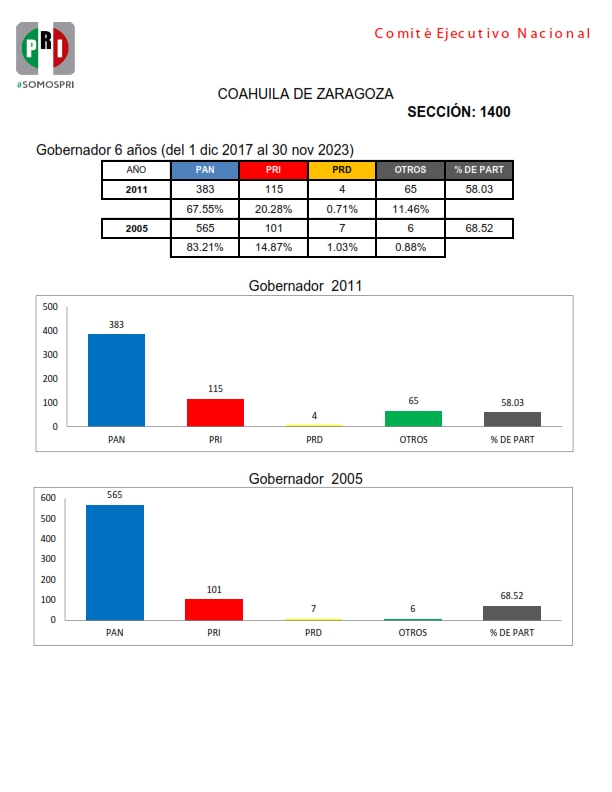 Comité Ejecutivo Nacional
PRI
#SOMOSPRI
COAHUILA DE ZARAGOZA
SECCIÓN: 1400
Gobernador 6 años (del 1 dic 2017 al 30 nov 2023)
AÑO PAN PRI PRD OTROS % DE PART
2011 383 115 4 65 58.03
67.55% 20.28% 0.71% 11.46%
2005 565 101 7 6 68.52
83.21% 14.87% 1.03% 0.88%
Gobernador 2011
500
400
300
200
100
0
383
115
4
65
58.03
PAN PRI PRD OTROS % DE PART
Gobernador 2005
600
500
400
300
200
100
0
565
101
7
6
68.52
PAN PRI PRD OTROS % DE PART